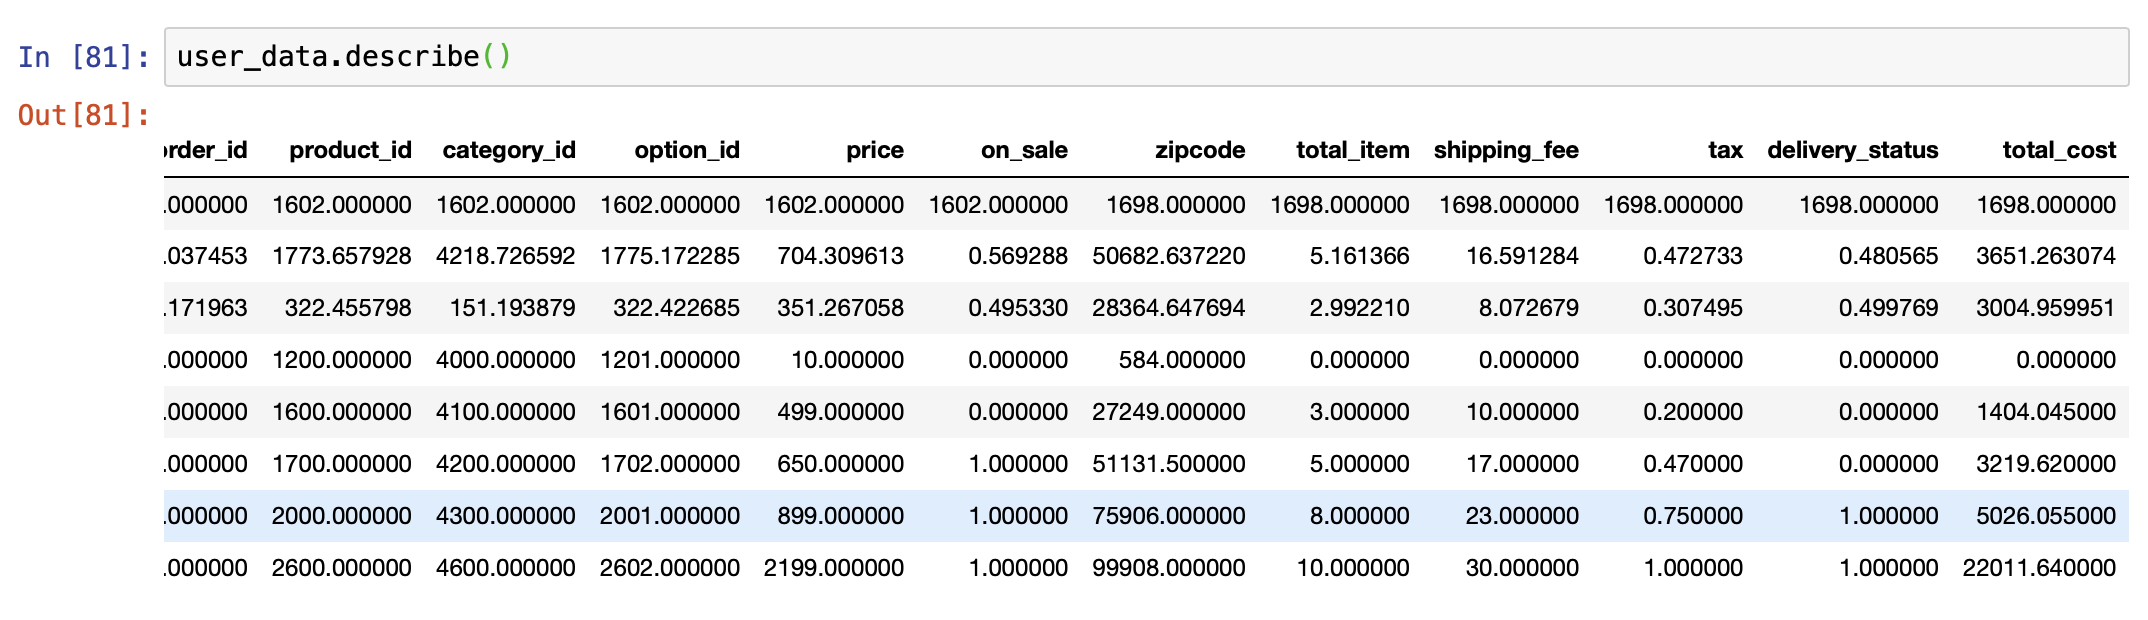 In [81]: user_data.describe()
Out[81]:
rder_id product_id category_id option_id price on_sale zipcode total_item shipping_fee tax delivery_status total_cost
.000000 1602.000000 1602.000000 1602.000000 1602.000000 1602.000000 1698.000000 1698.000000 1698.000000 1698.000000 1698.000000 1698.000000
.037453 1773.657928 4218.726592 1775.172285 704.309613 0.569288 50682.637220 5.161366 16.591284 0.472733 0.480565 3651.263074
.171963 322.455798 151.193879 322.422685 351.267058 0.495330 28364.647694 2.992210 8.072679 0.307495 0.499769 3004.959951
.000000 1200.000000 4000.000000 1201.000000 10.000000 0.000000 584.000000 0.000000 0.000000 0.000000 0.000000 0.000000
.000000 1600.000000 4100.000000 1601.000000 499.000000 0.000000 27249.000000 3.000000 10.000000 0.200000 0.000000 1404.045000
.000000 1700.000000 4200.000000 1702.000000 650.000000 1.000000 51131.500000 5.000000 17.000000 0.470000 0.000000 3219.620000
.000000 2000.000000 4300.000000 2001.000000 899.000000 1.000000 75906.000000 8.000000 23.000000 0.750000 1.000000 5026.055000
.000000 2600.000000 4600.000000 2602.000000 2199.000000 1.000000 99908.000000 10.000000 30.000000 1.000000 1.000000 22011.640000